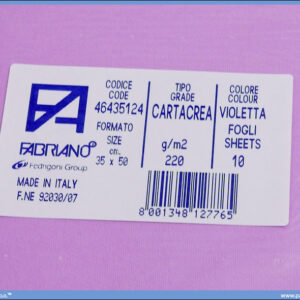 CODICE
CODE
46435124
TIPO
GRADE
CARTACREA
COLORE
COLOUR
VIOLETTA
FABRIANO
Fedrigoni Group
FORMATO
SIZE
cm.
35 x 50
g/m2
220
FOGLI
SHEETS
10
MADE IN ITALY
F.NE 92030/07
8 001348 127765